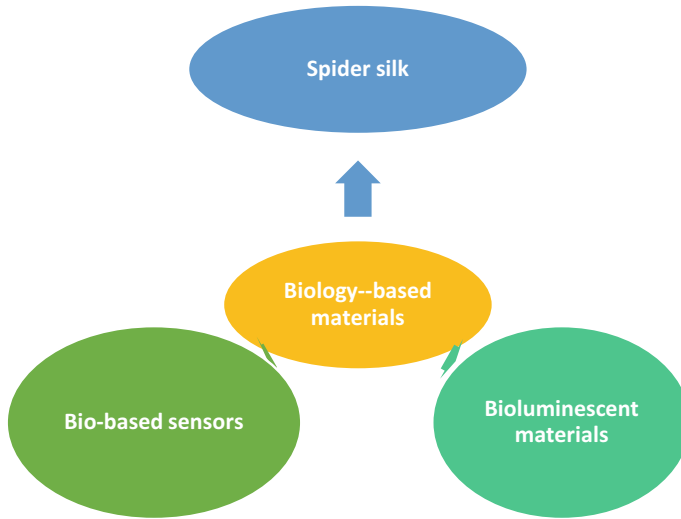 Spider silk
Biology--based
materials
Bio-based sensors
Bioluminescent
materials